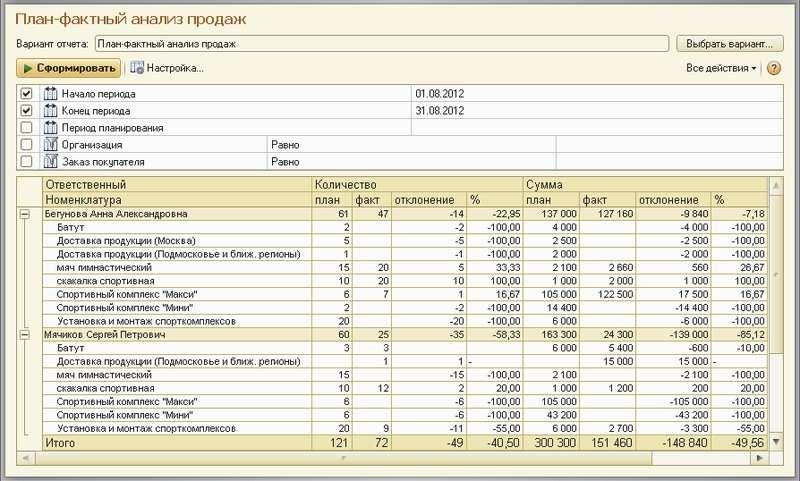 План-фактный анализ продаж
Вариант отчета: План-фактный анализ продаж Выбрать вариант...
Сформировать Настройка... Все действия
Начало периода 01.08.2012
Конец периода 31.08.2012
Период планирования
Организация Равно
Заказ покупателя Равно
Ответственный Количество Сумма
Номенклатура план факт отклонение % план факт отклонение %
Бегунова Анна Александровна 61 47 -14 -22,95 137 000 127 160 -9 840 -7,18
Батут 2 -2 -100,00 4 000 -4 000 -100,00
Доставка продукции (Москва) 5 -5 -100,00 2 500 -2 500 -100,00
Доставка продукции (Подмосковье и ближ. регионы) 1 -1 -100,00 2 000 -2 000 -100,00
мяч гимнастический 15 20 5 33,33 2 100 2 660 560 26,67
скакалка спортивная 10 20 10 100,00 1 000 2 000 1 000 100,00
Спортивный комплекс "Макси" 6 7 1 16,67 105 000 122 500 17 500 16,67
Спортивный комплекс "Мини" 2 -2 -100,00 14 400 -14 400 -100,00
Установка и монтаж спорткомплексов 20 -20 -100,00 6 000 -6 000 -100,00
Мячиков Сергей Петрович 60 25 -35 -58,33 163 300 24 300 -139 000 -85,12
Батут 3 3 6 000 5 400 -600 -10,00
Доставка продукции (Подмосковье и ближ. регионы) 1 1 - 15 000 15 000 -
мяч гимнастический 15 -15 -100,00 2 100 -2 100 -100,00
скакалка спортивная 10 12 2 20,00 1 000 1 200 200 20,00
Спортивный комплекс "Макси" 6 -6 -100,00 105 000 -105 000 -100,00
Спортивный комплекс "Мини" 6 -6 -100,00 43 200 -43 200 -100,00
Установка и монтаж спорткомплексов 20 9 -11 -55,00 6 000 2 700 -3 300 -55,00
Итого 121 72 -49 -40,50 300 300 151 460 -148 840 -49,56